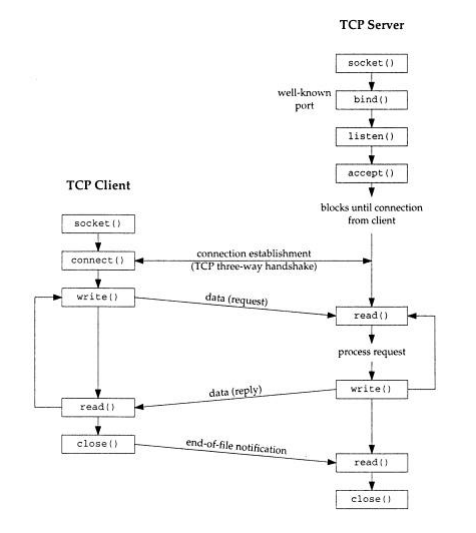 TCP Server
socket()
well-known
port
bind()
listen()
accept()
blocks until connection
from client
TCP Client
socket()
connect()
connection establishment
(TCP three-way handshake)
write()
data (request)
read()
process request
write()
data (reply)
read()
close()
end-of-file notification
read()
close()